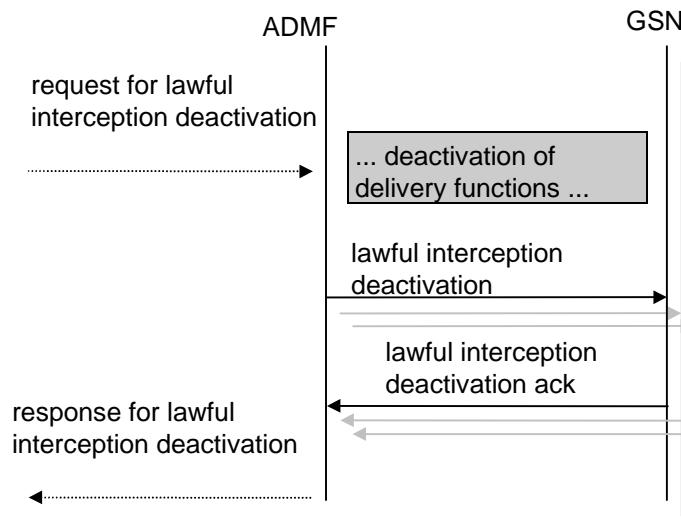 ADMF
GSN
request for lawful
interception deactivation
... deactivation of
delivery functions ...
lawful interception
deactivation
lawful interception
deactivation ack
response for lawful
interception deactivation